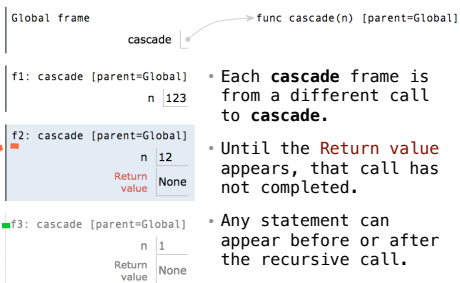 Global frame
func cascade(n) [parent=Global]
cascade
f1: cascade [parent=Global]
n 123
f2: cascade [parent=Global]
n 12
Return value None
f3: cascade [parent=Global]
n 1
Return value None
• Each cascade frame is
from a different call
to cascade.
• Until the Return value
appears, that call has
not completed.
• Any statement can
appear before or after
the recursive call.